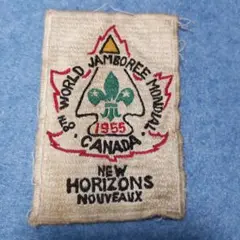 8TH WORLD JAMBOREE MONDIAL
1955
· CANADA ·
NEW
HORIZONS
NOUVEAUX